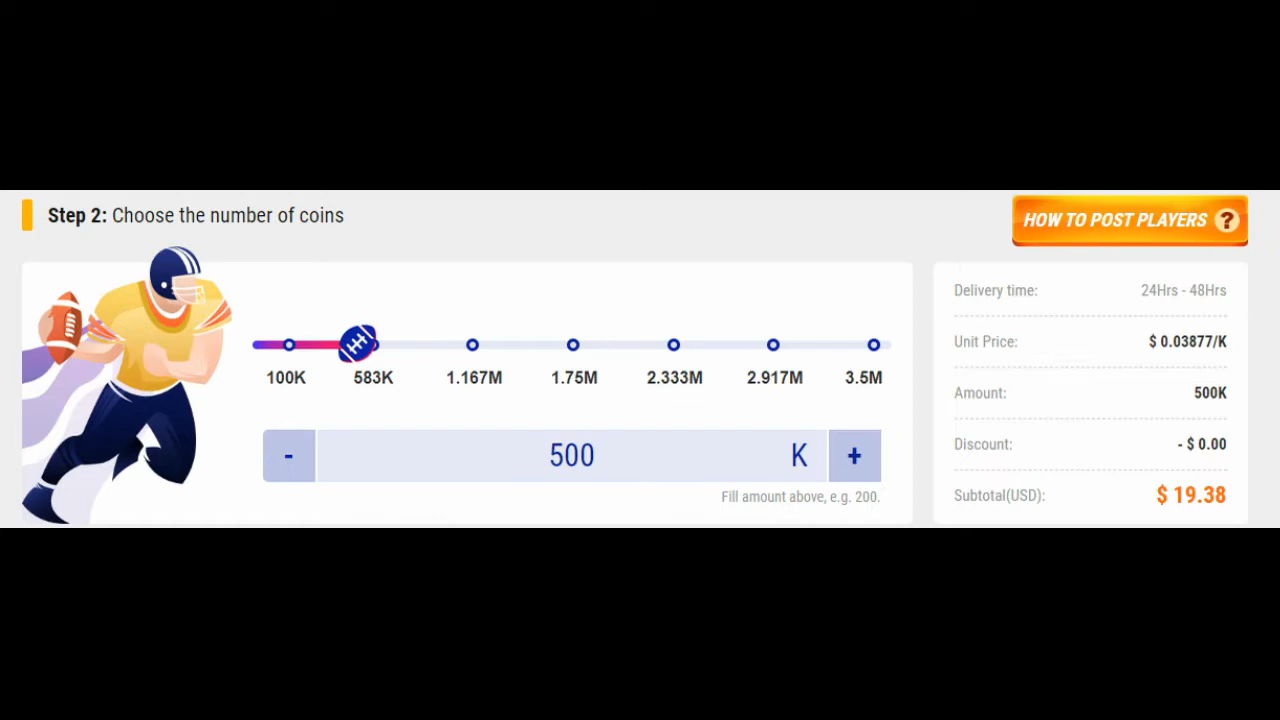 Step 2: Choose the number of coins
HOW TO POST PLAYERS ?
100K 583K 1.167M 1.75M 2.333M 2.917M 3.5M
- 500 K +
Fill amount above, e.g. 200.
Delivery time: 24Hrs - 48Hrs
Unit Price: $ 0.03877/K
Amount: 500K
Discount: - $ 0.00
Subtotal(USD): $ 19.38